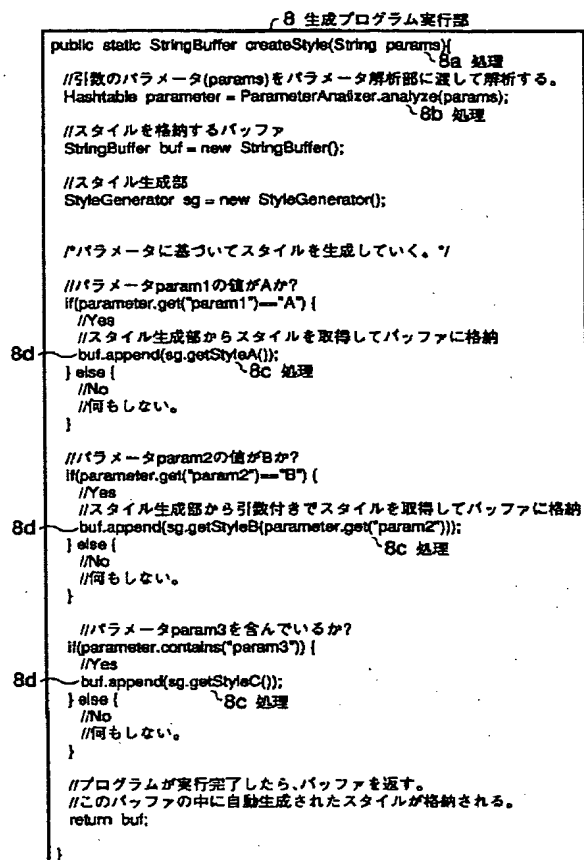 8 生成プログラム実行部
public static StringBuffer createStyle(String params){
8a 処理
//引数のパラメータ(params)をパラメータ解析部に渡して解析する。
Hashtable parameter = ParameterAnalizer.analyze(params);
8b 処理
//スタイルを格納するバッファ
StringBuffer buf = new StringBuffer();
//スタイル生成部
StyleGenerator sg = new StyleGenerator();
/*パラメータに基づいてスタイルを生成していく。*/
//パラメータparam1の値がAか?
if(parameter.get("param1")=="A") {
//Yes
//スタイル生成部からスタイルを取得してバッファに格納
8d buf.append(sg.getStyleA());
} else { 8c 処理
//No
//何もしない。
}
//パラメータparam2の値がBか?
if(parameter.get("param2")=="B") {
//Yes
//スタイル生成部から引数付きでスタイルを取得してバッファに格納
8d buf.append(sg.getStyleB(parameter.get("param2")));
} else { 8c 処理
//No
//何もしない。
}
//パラメータparam3を含んでいるか?
if(parameter.contains("param3")) {
//Yes
8d buf.append(sg.getStyleC());
} else { 8c 処理
//No
//何もしない。
}
//プログラムが実行完了したら、バッファを返す。
//このバッファの中に自動生成されたスタイルが格納される。
return buf;
}